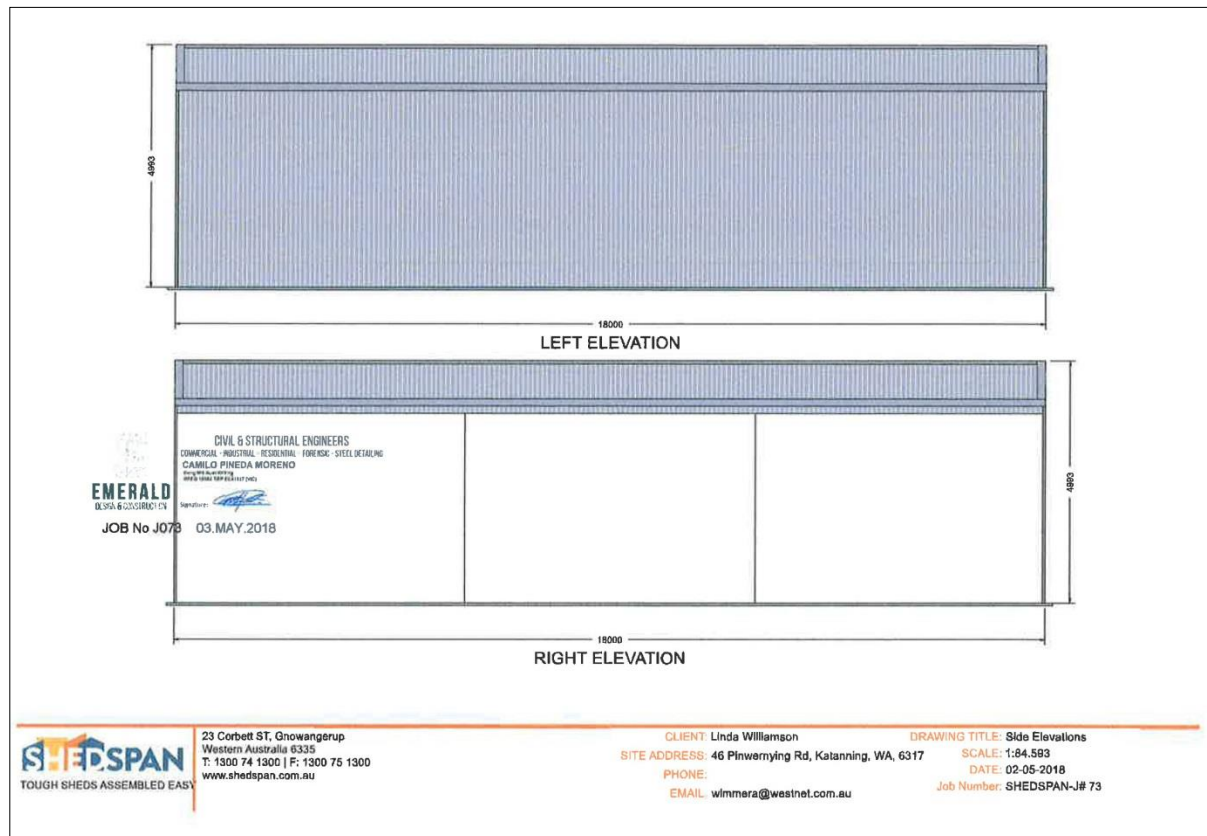 4993
18000
LEFT ELEVATION
CIVIL & STRUCTURAL ENGINEERS
COMMERCIAL - INDUSTRIAL - RESIDENTIAL - FORENSIC - STEEL DETAILING
CAMILO PINEDA MORENO
Signature:
EMERALD
DESIGN & CONSTRUCTION
JOB No J073 03.MAY.2018
4993
18000
RIGHT ELEVATION
SHEDSPAN
TOUGH SHEDS ASSEMBLED EASY
23 Corbett ST, Gnowangerup
Western Australia 6335
T: 1300 74 1300 | F: 1300 75 1300
www.shedspan.com.au
CLIENT: Linda Williamson
SITE ADDRESS: 46 Pinwernying Rd, Katanning, WA, 6317
PHONE:
EMAIL: wimmera@westnet.com.au
DRAWING TITLE: Side Elevations
SCALE: 1:84.593
DATE: 02-05-2018
Job Number: SHEDSPAN-J# 73